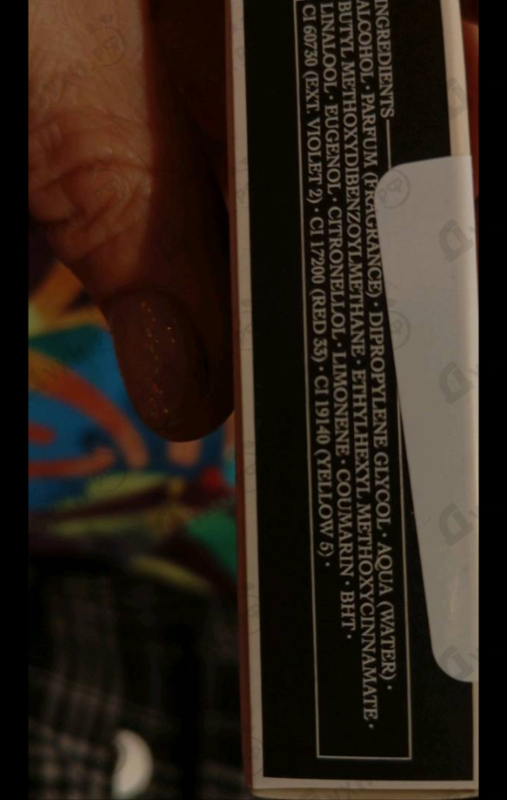 INGREDIENTS
ALCOHOL · PARFUM (FRAGRANCE) · DIPROPYLENE GLYCOL · AQUA (WATER) ·
BUTYL METHOXYDIBENZOYLMETHANE · ETHYLHEXYL METHOXYCINNAMATE ·
LINALOOL · EUGENOL · CITRONELLOL · LIMONENE · COUMARIN · BHT ·
CI 60730 (EXT. VIOLET 2) · CI 17200 (RED 33) · CI 19140 (YELLOW 5) ·